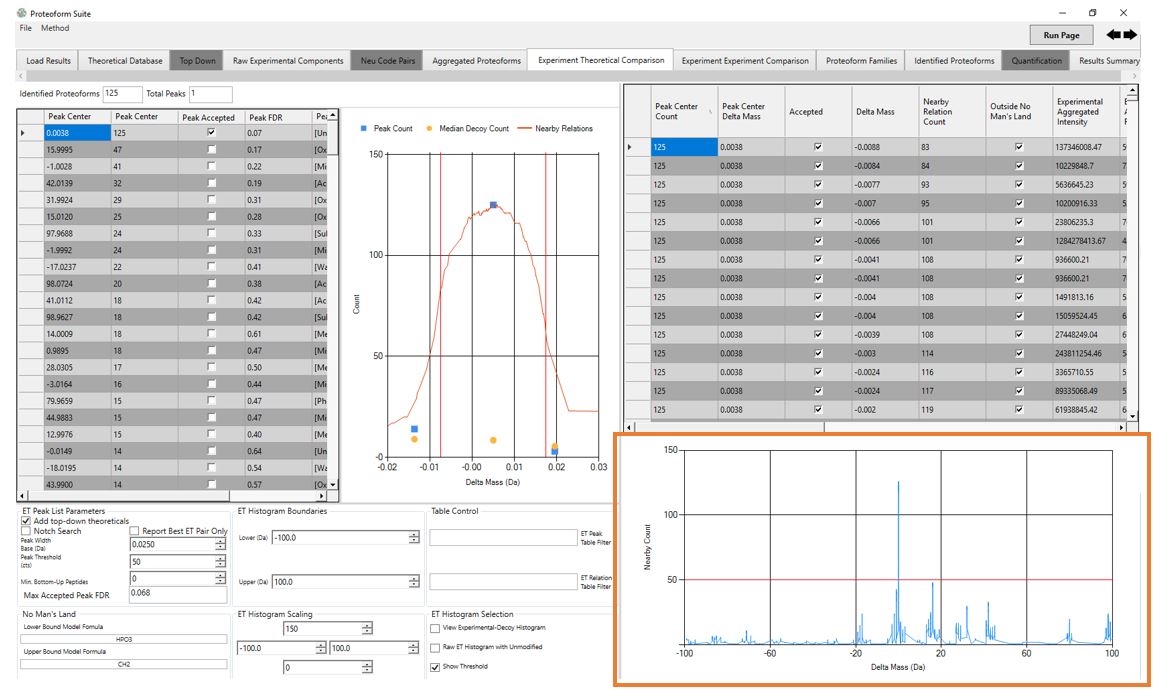 Proteoform Suite
File Method
Run Page
Load Results Theoretical Database Top Down Raw Experimental Components Neu Code Pairs Aggregated Proteoforms Experiment Theoretical Comparison Experiment Experiment Comparison Proteoform Families Identified Proteoforms Quantification Results Summary
Identified Proteoforms 125 Total Peaks 1
Peak Center Peak Center Peak Accepted Peak FDR Pea
0.0038 125 0.07 [Un
15.9995 47 0.17 [Ox
-1.0028 41 0.22 [Mi
42.0139 32 0.19 [Ac
31.9924 29 0.31 [Ox
15.0120 25 0.28 [Ox
97.9688 24 0.33 [Sul
-1.9992 24 0.31 [Mi
-17.0237 22 0.41 [Wa
98.0724 20 0.38 [Ac
41.0112 18 0.42 [Ac
98.9627 18 0.42 [Sul
14.0009 18 0.61 [Me
0.9895 18 0.47 [Mi
28.0305 17 0.50 [Me
-3.0164 16 0.44 [Mi
79.9659 15 0.47 [Ph
44.9883 15 0.47 [Mi
12.9976 15 0.40 [Me
-0.0149 14 0.64 [Un
-18.0195 14 0.54 [Wa
43.9900 14 0.57 [Ox
Peak Count Median Decoy Count Nearby Relations
150
100
50
-0
Count
-0.02 -0.01 0.00 0.01 0.02 0.03
Delta Mass (Da)
Peak Center Count Peak Center Delta Mass Accepted Delta Mass Nearby Relation Count Outside No Man's Land Experimental Aggregated Intensity
125 0.0038 -0.0088 83 137346008.47
125 0.0038 -0.0084 84 10229848.7
125 0.0038 -0.0077 93 5636645.23
125 0.0038 -0.007 95 10200916.33
125 0.0038 -0.0066 101 23806235.3
125 0.0038 -0.0066 101 1284278413.67
125 0.0038 -0.0041 108 936600.21
125 0.0038 -0.0041 108 936600.21
125 0.0038 -0.004 108 1491813.16
125 0.0038 -0.004 108 15059524.45
125 0.0038 -0.0039 108 27448249.04
125 0.0038 -0.003 114 243811254.46
125 0.0038 -0.0024 116 3365710.55
125 0.0038 -0.0024 117 89335068.49
125 0.0038 -0.002 119 61938845.42
ET Peak List Parameters
Add top-down theoreticals
Notch Search Report Best ET Pair Only
Peak Width Base (Da) 0.0250
Peak Threshold (cts) 50
Min. Bottom-Up Peptides 0
Max Accepted Peak FDR 0.068
No Man's Land
Lower Bound Model Fomula
HPO3
Upper Bound Model Formula
CH2
ET Histogram Boundaries
Lower (Da) -100.0
Upper (Da) 100.0
ET Histogram Scaling
150
-100.0 100.0
0
Table Control
ET Peak
Table Filter
ET Relation
Table Filter
ET Histogram Selection
View Experimental-Decoy Histogram
Raw ET Histogram with Unmodified
Show Threshold
150
100
50
0
Nearby Count
-100 -60 -20 20 60 100
Delta Mass (Da)